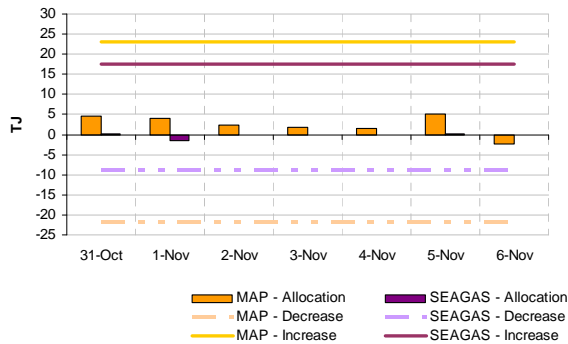 30
25
20
15
10
5
0
-5
-10
-15
-20
-25
TJ
31-Oct 1-Nov 2-Nov 3-Nov 4-Nov 5-Nov 6-Nov
MAP - Allocation SEAGAS - Allocation
MAP - Decrease SEAGAS - Decrease
MAP - Increase SEAGAS - Increase